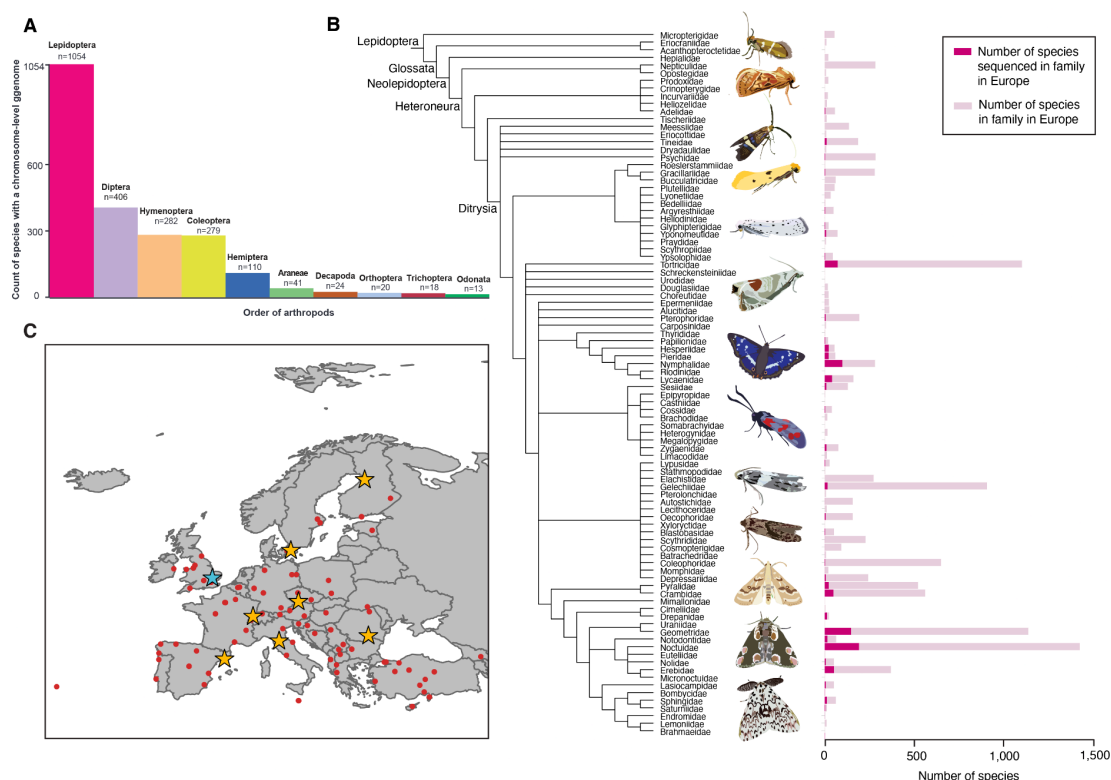 A
Lepidoptera
n=1054
1054
600
300
0
Count of species with a chromosome-level ggenome
Diptera
n=406
Hymenoptera
n=282
Coleoptera
n=279
Hemiptera
n=110
Araneae
n=41
Decapoda
n=24
Orthoptera
n=20
Trichoptera
n=18
Odonata
n=13
Order of arthropods
B
Lepidoptera
Glossata
Neolepidoptera
Heteroneura
Ditrysia
Micropterigidae
Eriocraniidae
Acanthopteroctetidae
Hepialidae
Nepticulidae
Opostegidae
Prodoxidae
Crinopterygidae
Incurvariidae
Heliozelidae
Adelidae
Tischeriidae
Meessiidae
Eriocottidae
Tineidae
Dryadaulidae
Psychidae
Roeslerstammiidae
Gracillariidae
Bucculatricidae
Plutellidae
Lyonetiidae
Bedelliidae
Argyresthiidae
Heliodinidae
Glyphipterigidae
Yponomeutidae
Praydidae
Scythropiidae
Ypsolophidae
Tortricidae
Schreckensteiniidae
Urodidae
Douglasiidae
Choreutidae
Epermeniidae
Alucitidae
Pterophoridae
Carposinidae
Thyrididae
Papilionidae
Hesperiidae
Pieridae
Nymphalidae
Riodinidae
Lycaenidae
Sesiidae
Epipyropidae
Castniidae
Cossidae
Brachodidae
Somabrachyidae
Heterogynidae
Megalopygidae
Zygaenidae
Limacodidae
Lypusidae
Stathmopodidae
Elachistidae
Gelechiidae
Pterolonchidae
Autostichidae
Lecithoceridae
Oecophoridae
Xyloryctidae
Blastobasidae
Scythrididae
Cosmopterigidae
Batrachedridae
Coleophoridae
Momphidae
Depressariidae
Pyralidae
Crambidae
Mimallonidae
Cimeliidae
Drepanidae
Uraniidae
Geometridae
Notodontidae
Noctuidae
Euteliidae
Nolidae
Erebidae
Micronoctuidae
Lasiocampidae
Bombycidae
Sphingidae
Saturniidae
Endromidae
Lemoniidae
Brahmaeidae
Number of species
sequenced in family
in Europe
Number of species
in family in Europe
0
500
1,000
1,500
Number of species
C